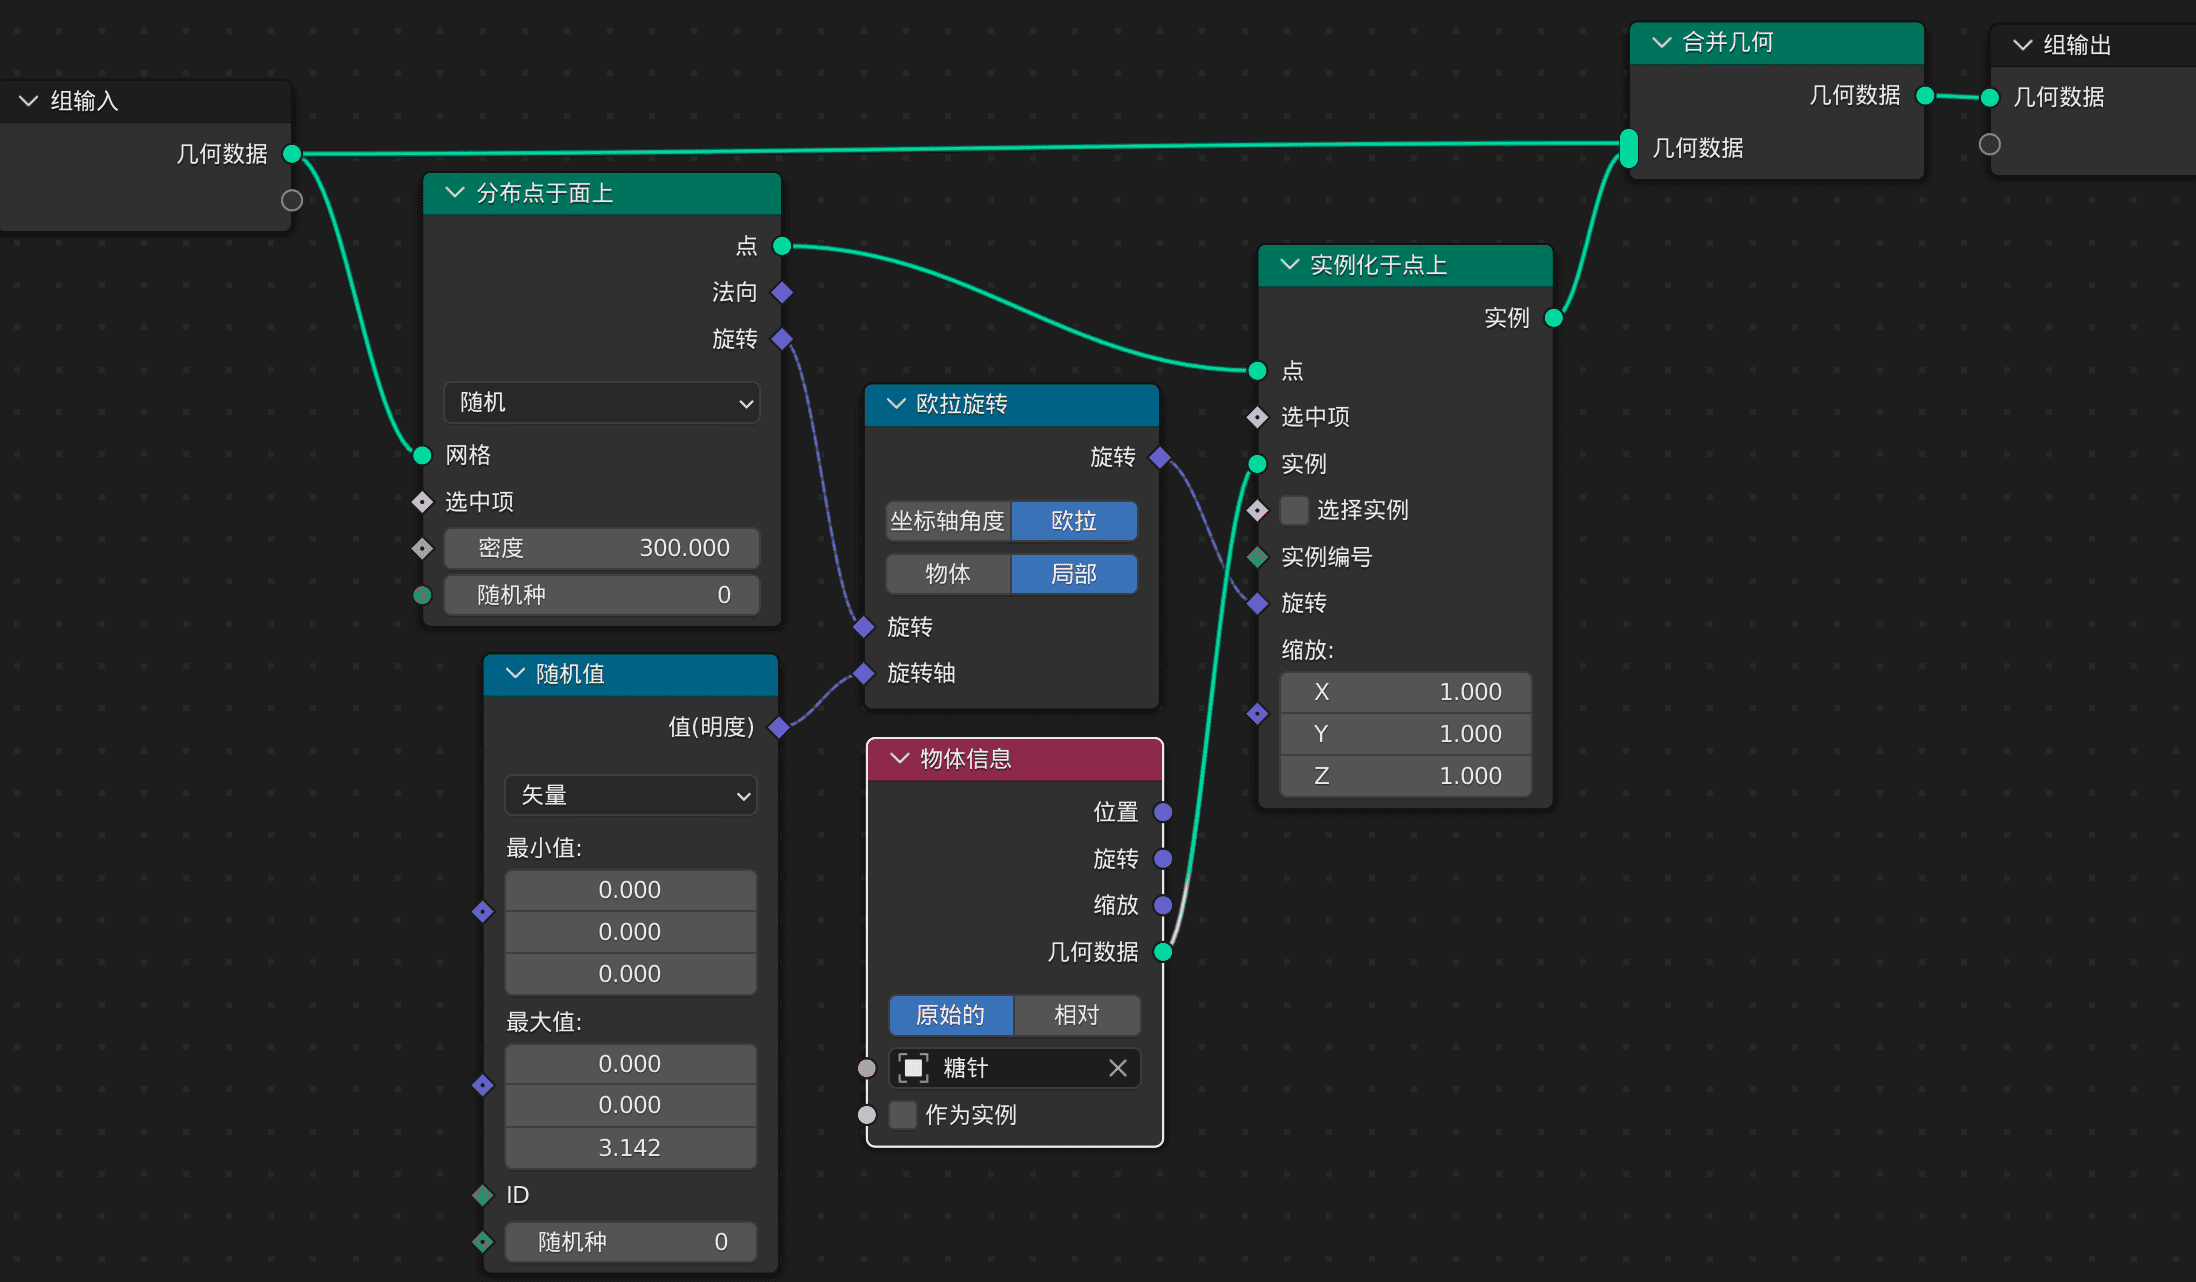 组输入
几何数据
分布点于面上
点
法向
旋转
随机
网格
选中项
密度 300.000
随机种 0
随机值
值(明度)
矢量
最小值:
0.000
0.000
0.000
最大值:
0.000
0.000
3.142
ID
随机种 0
欧拉旋转
旋转
坐标轴角度 欧拉
物体 局部
旋转
旋转轴
物体信息
位置
旋转
缩放
几何数据
原始的 相对
糖针
作为实例
实例化于点上
实例
点
选中项
实例
选择实例
实例编号
旋转
缩放:
X 1.000
Y 1.000
Z 1.000
合并几何
几何数据
几何数据
组输出
几何数据